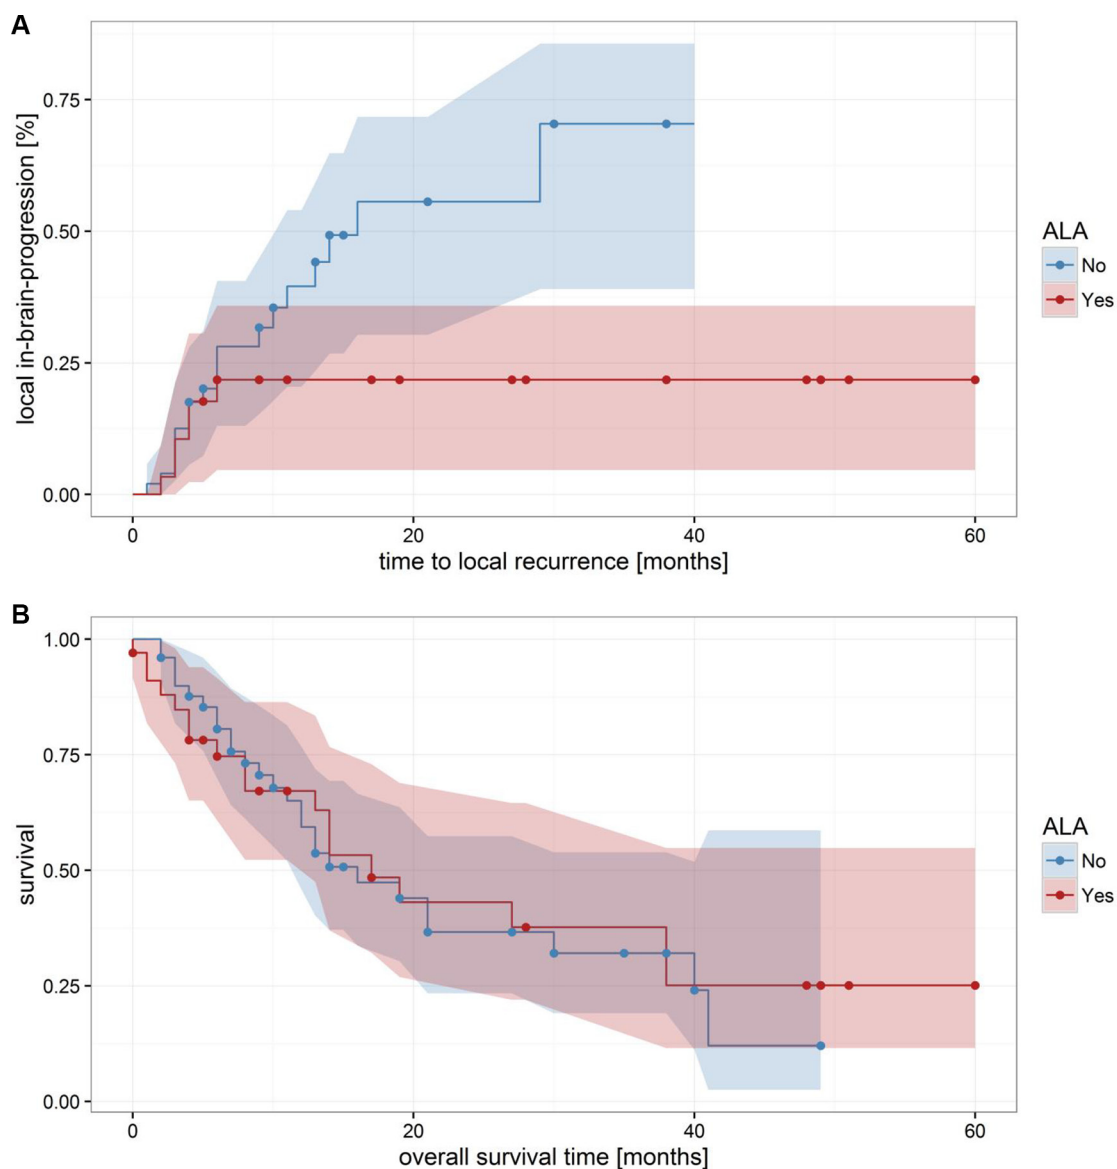 A
local in-brain-progression [%]
0.75
0.50
0.25
0.00
0 20 40 60
time to local recurrence [months]
ALA
No
Yes
B
survival
1.00
0.75
0.50
0.25
0.00
0 20 40 60
overall survival time [months]
ALA
No
Yes